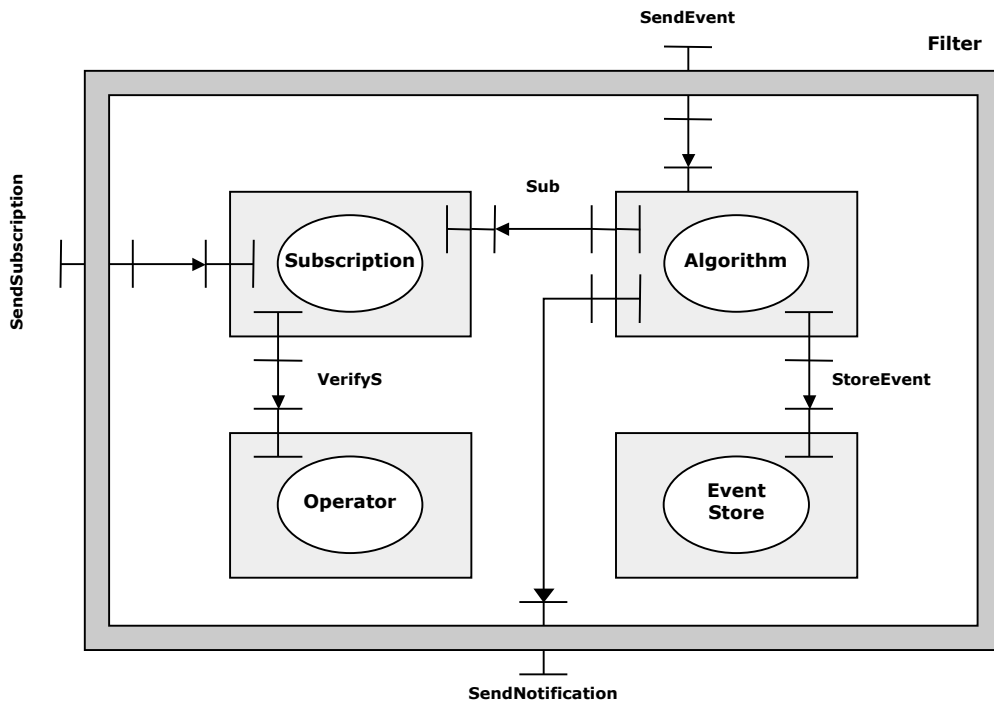 SendEvent
Filter
SendSubscription
Sub
Subscription
Algorithm
VerifyS
StoreEvent
Operator
Event
Store
SendNotification